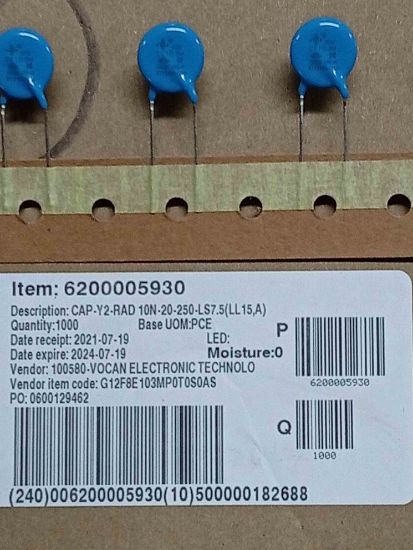 Item: 6200005930
Description: CAP-Y2-RAD 10N-20-250-LS7.5(LL15,A)
Quantity:1000 Base UOM:PCE
Date receipt: 2021-07-19 LED:
Date expire: 2024-07-19 Moisture:0
Vendor: 100580-VOCAN ELECTRONIC TECHNOLO
Vendor item code: G12F8E103MP0T0S0AS
PO: 0600129462
P
6200005930
Q
1000
(240)006200005930(10)500000182688